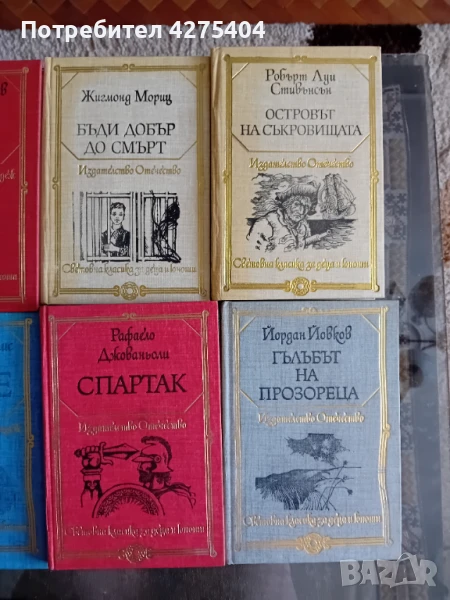 Потребител 4275404
Жигмонд Мориц
БЪДИ ДОБЪР
ДО СМЪРТ
Издателство Отечество
Световна класика за деца и юноши
Робърт Луи
Стивънсън
ОСТРОВЪТ
НА СЪКРОВИЩАТА
Издателство Отечество
Световна класика за деца и юноши
Рафаело
Джованьоли
СПАРТАК
Издателство Отечество
Световна класика за деца и юноши
Йордан Йовков
ГЪЛЪБЪТ
НА
ПРОЗОРЕЦА
Издателство Отечество
Световна класика за деца и юноши
BAZAR